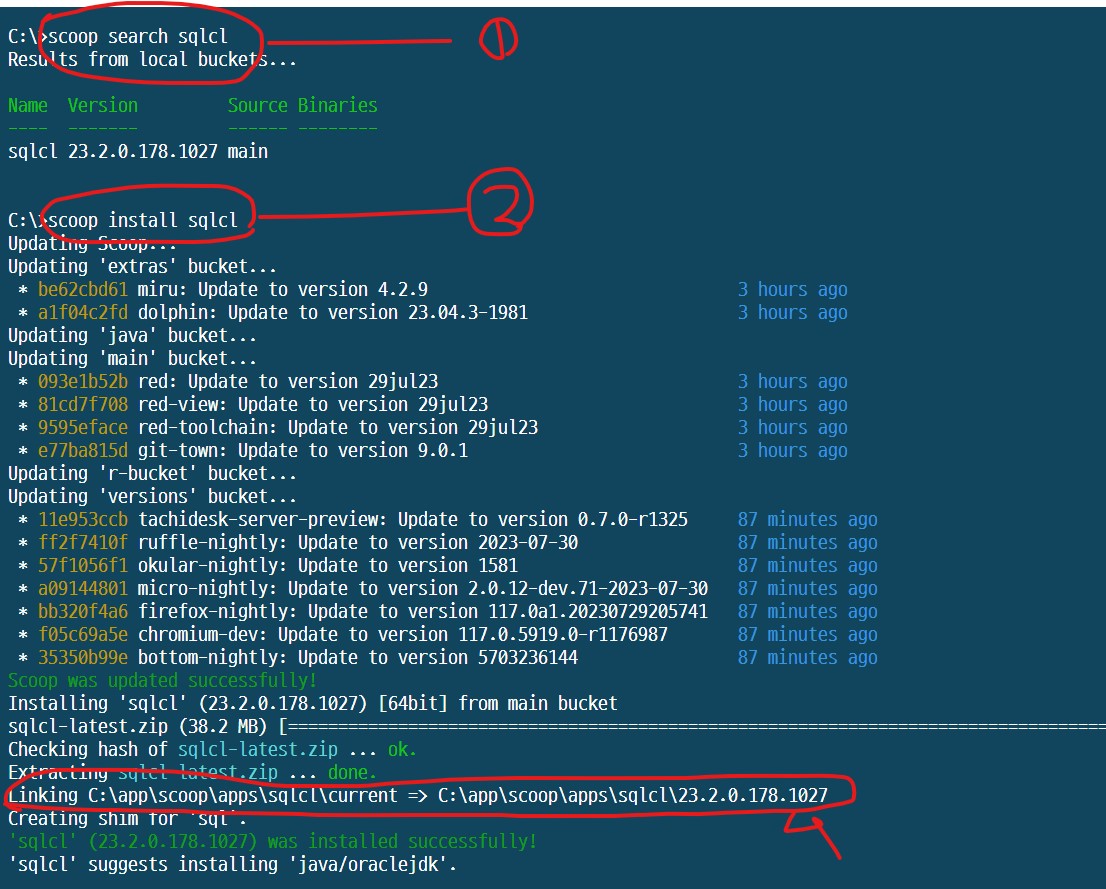 C:\>scoop search sqlcl
1
Results from local buckets...
Name Version Source Binaries
---- ------- ------ --------
sqlcl 23.2.0.178.1027 main
C:\>scoop install sqlcl
2
Updating Scoop...
Updating 'extras' bucket...
* be62cbd61 miru: Update to version 4.2.9 3 hours ago
* a1f04c2fd dolphin: Update to version 23.04.3-1981 3 hours ago
Updating 'java' bucket...
Updating 'main' bucket...
* 093e1b52b red: Update to version 29jul23 3 hours ago
* 81cd7f708 red-view: Update to version 29jul23 3 hours ago
* 9595eface red-toolchain: Update to version 29jul23 3 hours ago
* e77ba815d git-town: Update to version 9.0.1 3 hours ago
Updating 'r-bucket' bucket...
Updating 'versions' bucket...
* 11e953ccb tachidesk-server-preview: Update to version 0.7.0-r1325 87 minutes ago
* ff2f7410f ruffle-nightly: Update to version 2023-07-30 87 minutes ago
* 57f1056f1 okular-nightly: Update to version 1581 87 minutes ago
* a09144801 micro-nightly: Update to version 2.0.12-dev.71-2023-07-30 87 minutes ago
* bb320f4a6 firefox-nightly: Update to version 117.0a1.20230729205741 87 minutes ago
* f05c69a5e chromium-dev: Update to version 117.0.5919.0-r1176987 87 minutes ago
* 35350b99e bottom-nightly: Update to version 5703236144 87 minutes ago
Scoop was updated successfully!
Installing 'sqlcl' (23.2.0.178.1027) [64bit] from main bucket
sqlcl-latest.zip (38.2 MB) [==================================================================================
Checking hash of sqlcl-latest.zip ... ok.
Extracting sqlcl-latest.zip ... done.
Linking C:\app\scoop\apps\sqlcl\current => C:\app\scoop\apps\sqlcl\23.2.0.178.1027
Creating shim for 'sql'.
'sqlcl' (23.2.0.178.1027) was installed successfully!
'sqlcl' suggests installing 'java/oraclejdk'.